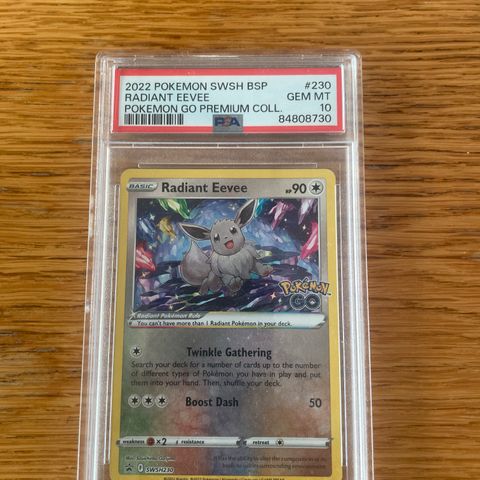 2022 POKEMON SWSH BSP #230
RADIANT EEVEE GEM MT
POKEMON GO PREMIUM COLL. 10
PSA 84808730
BASIC Radiant Eevee HP90
POKÉMON
GO
Radiant Pokémon Rule
You can't have more than 1 Radiant Pokémon in your deck.
Twinkle Gathering
Search your deck for a number of cards up to the number
of different types of Pokémon you have in play and put
them into your hand. Then, shuffle your deck.
Boost Dash 50
weakness ×2 resistance retreat
SWSH230